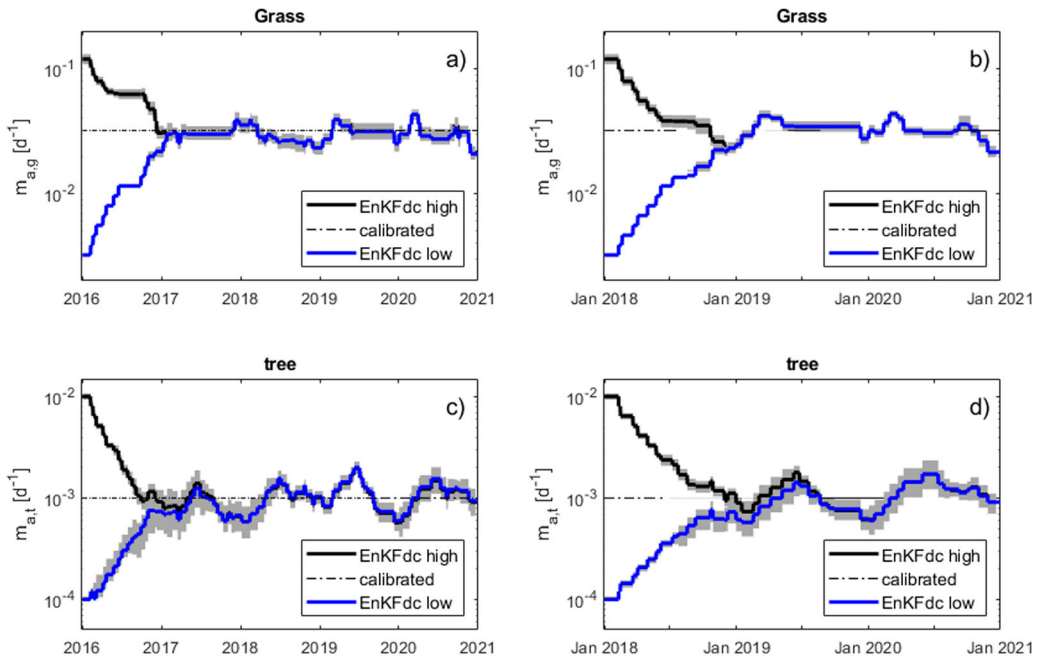 Grass
a)
10^-1
10^-2
m_a,g [d^-1]
EnKFdc high
calibrated
EnKFdc low
2016 2017 2018 2019 2020 2021
Grass
b)
10^-1
10^-2
m_a,g [d^-1]
EnKFdc high
calibrated
EnKFdc low
Jan 2018 Jan 2019 Jan 2020 Jan 2021
tree
c)
10^-2
10^-3
10^-4
m_a,t [d^-1]
EnKFdc high
calibrated
EnKFdc low
2016 2017 2018 2019 2020 2021
tree
d)
10^-2
10^-3
10^-4
m_a,t [d^-1]
EnKFdc high
calibrated
EnKFdc low
Jan 2018 Jan 2019 Jan 2020 Jan 2021